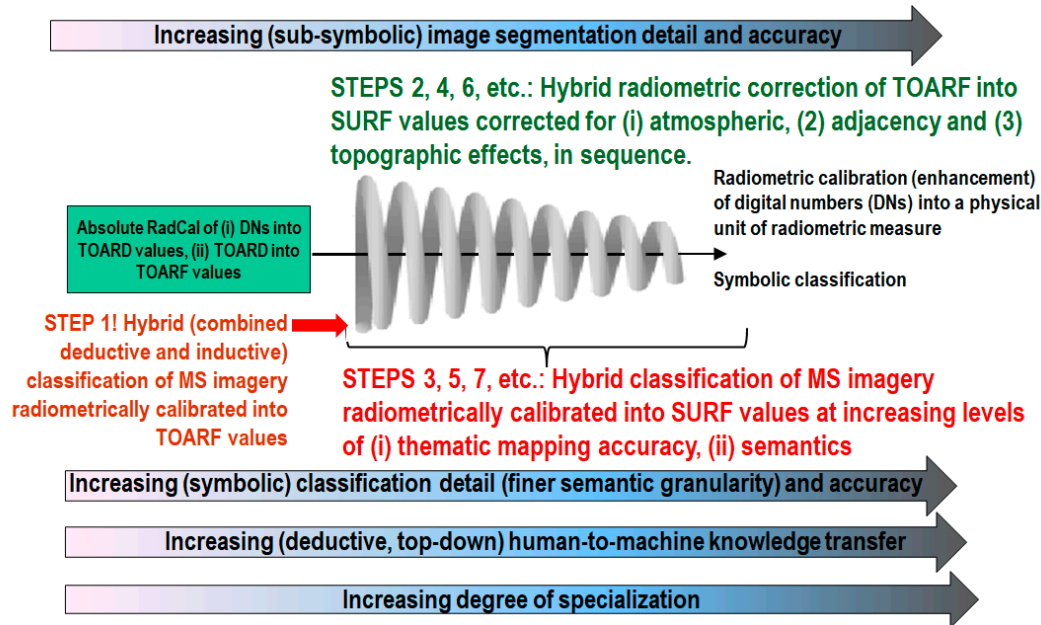 Increasing (sub-symbolic) image segmentation detail and accuracy
STEPS 2, 4, 6, etc.: Hybrid radiometric correction of TOARF into
SURF values corrected for (i) atmospheric, (2) adjacency and (3)
topographic effects, in sequence.
Radiometric calibration (enhancement)
of digital numbers (DNs) into a physical
unit of radiometric measure
Absolute RadCal of (i) DNs into
TOARD values, (ii) TOARD into
TOARF values
Symbolic classification
STEP 1! Hybrid (combined
deductive and inductive)
classification of MS imagery
radiometrically calibrated into
TOARF values
STEPS 3, 5, 7, etc.: Hybrid classification of MS imagery
radiometrically calibrated into SURF values at increasing levels
of (i) thematic mapping accuracy, (ii) semantics
Increasing (symbolic) classification detail (finer semantic granularity) and accuracy
Increasing (deductive, top-down) human-to-machine knowledge transfer
Increasing degree of specialization